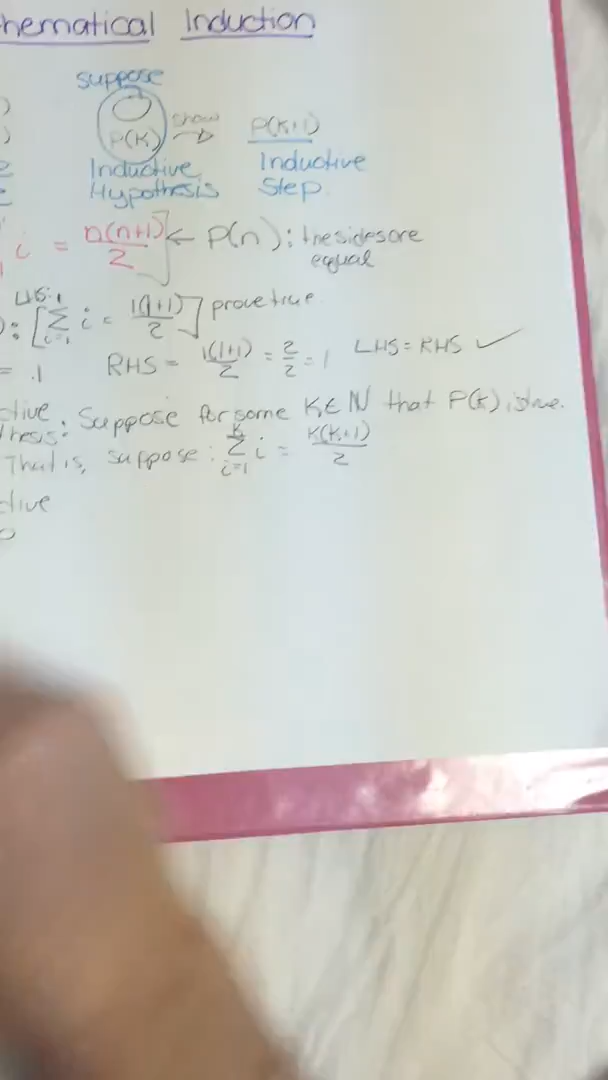 hematical Induction
suppose
P(K) show → P(K+1)
Inductive Hypothesis
Inductive Step
i = n(n+1)/2 ] ← P(n): the sides are equal
LHS: 1
: [ K Σ i=1 i = 1(1+1)/2 ] prove true
= 1 RHS = 1(1+1)/2 = 2/2 = 1 LHS = RHS ✓
ctive
thesis: Suppose for some K ∈ N that P(K) is true.
That is, suppose: K Σ i=1 i = K(K+1)/2
ctive